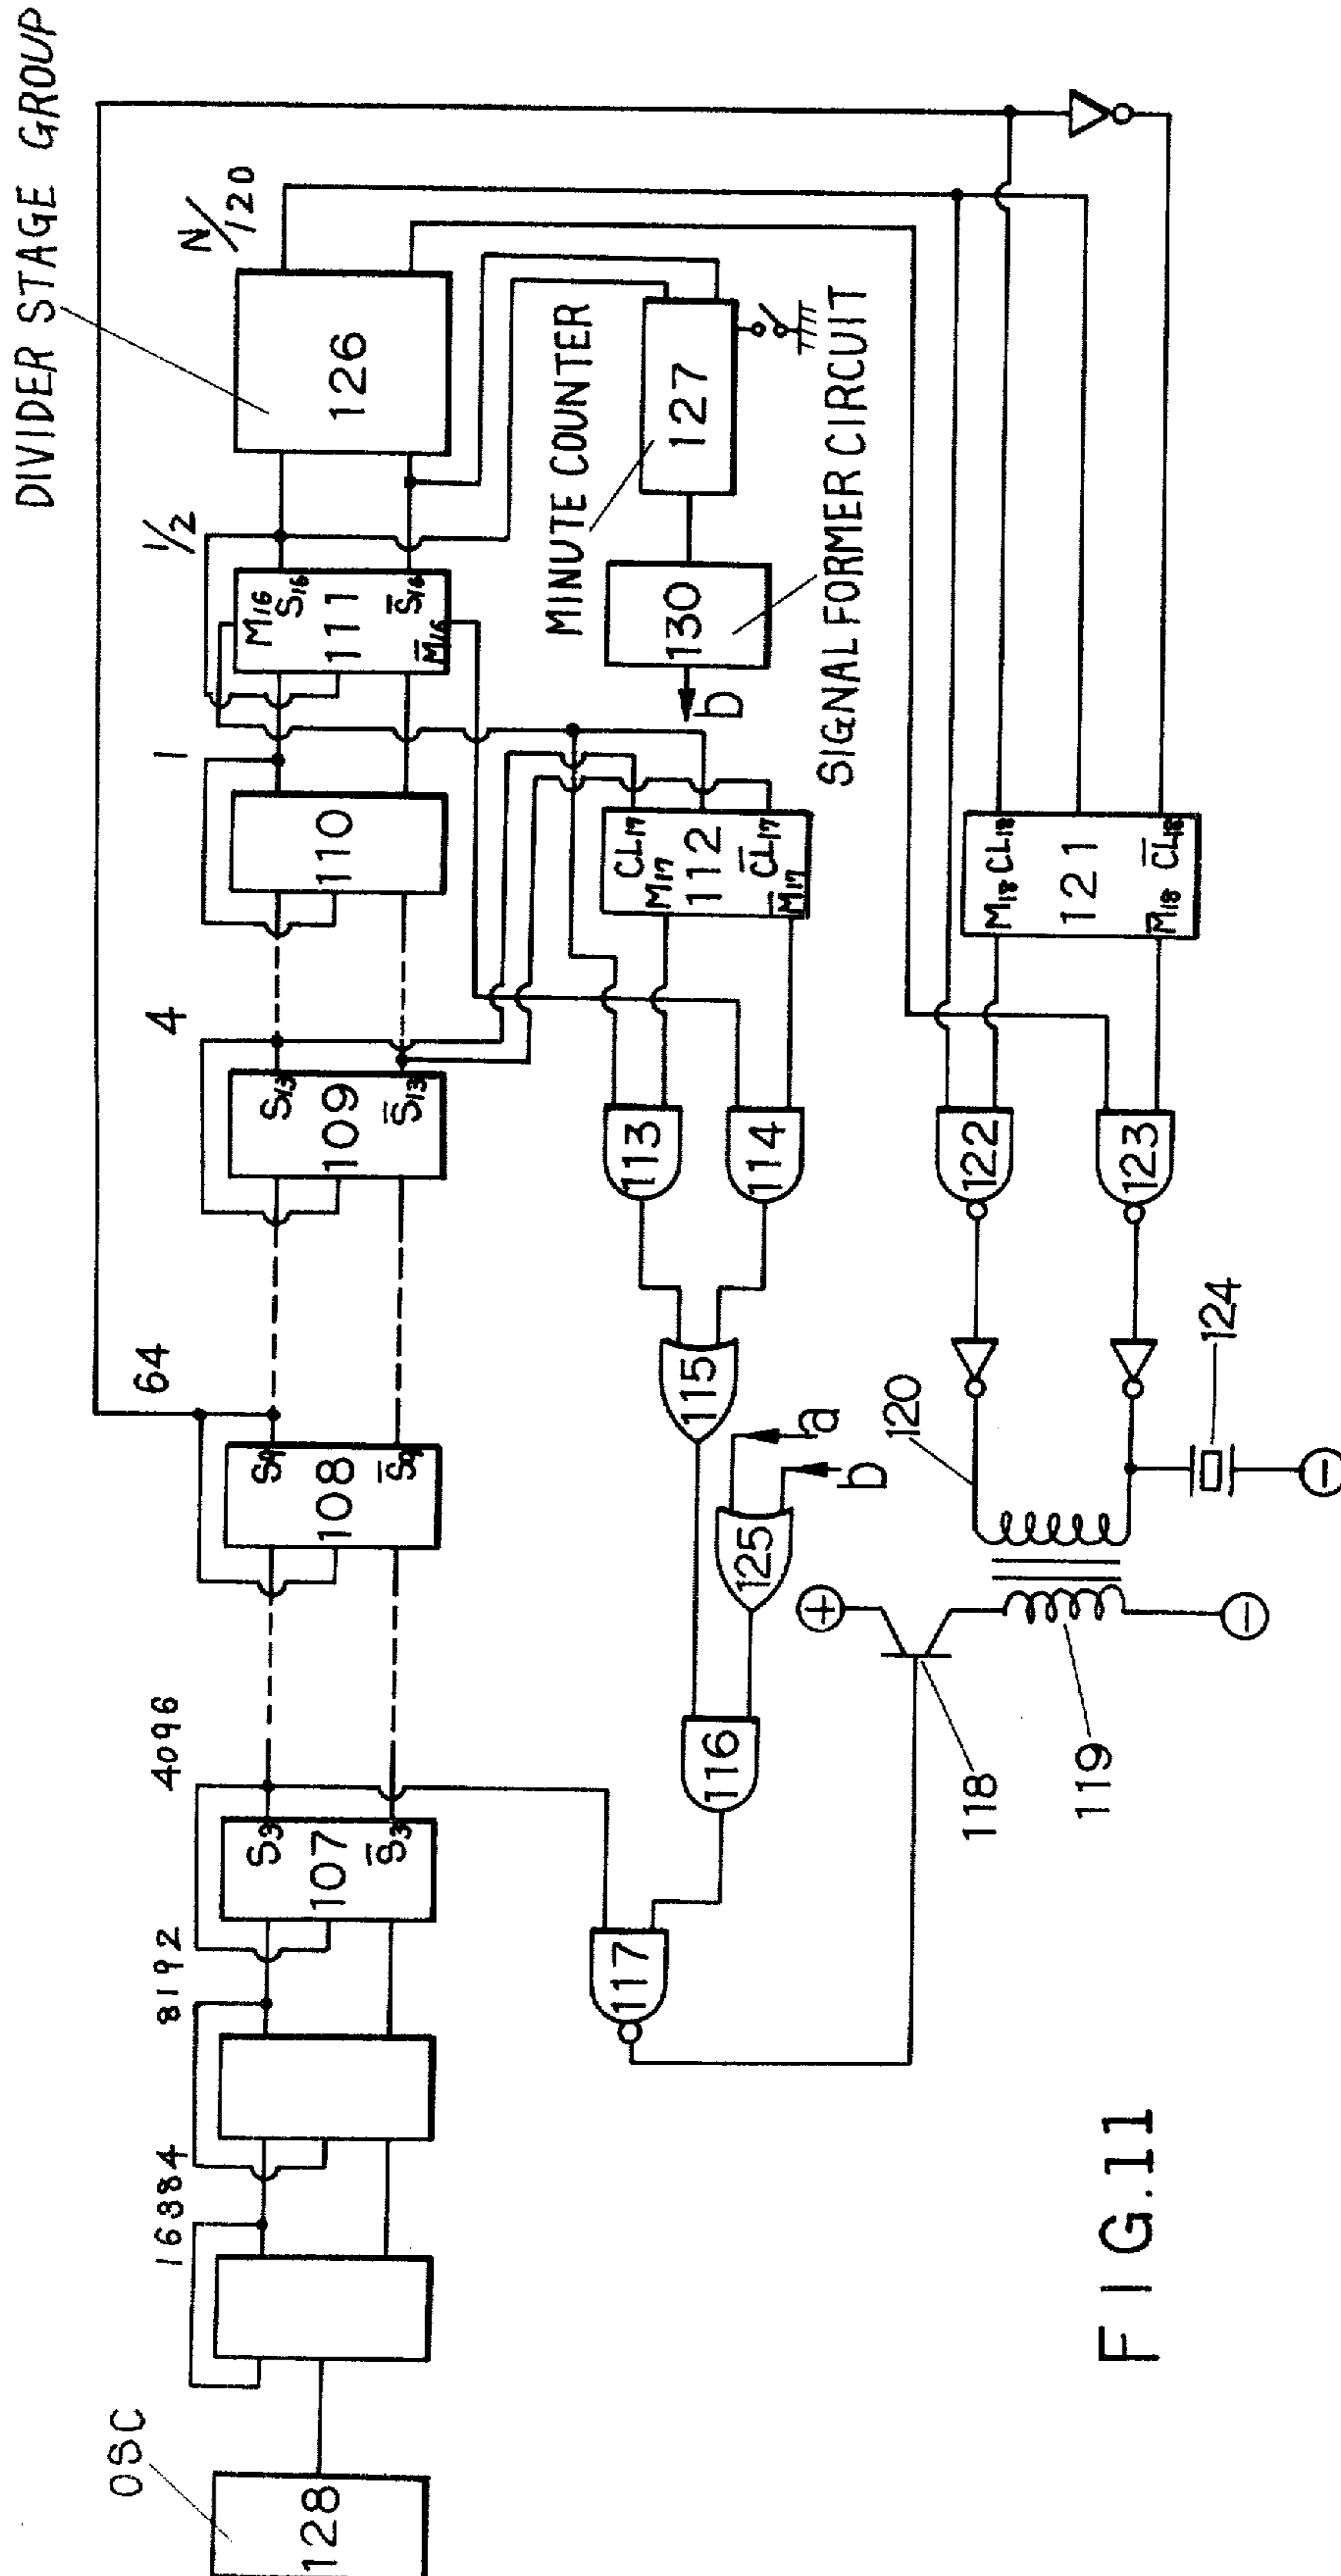 DIVIDER STAGE GROUP
OSC
128
16384
8192
4096
64
4
1
1/2
N/120
S3
107
S̄3
S9
108
S̄9
S13
109
S̄13
110
M16
S16
111
S̄16
M̄16
126
MINUTE COUNTER
127
130
b
SIGNAL FORMER CIRCUIT
CL17
M17
112
C̄L̄17
M̄17
113
114
115
a
b
125
116
117
118
119
120
+
−
CL18
M18
121
C̄L̄18
M̄18
122
123
124
−
FIG.11